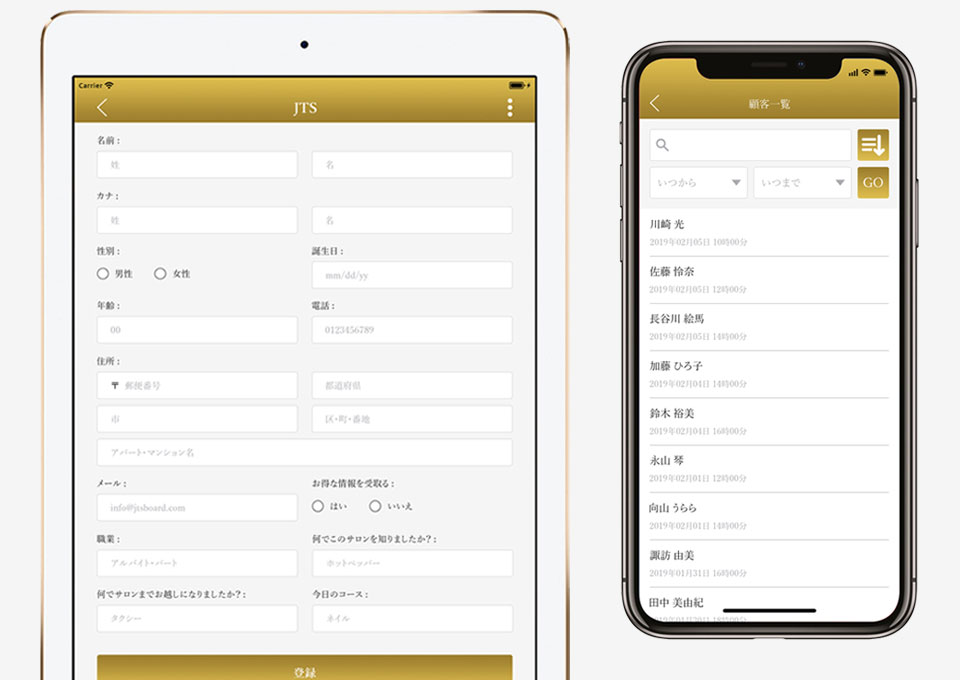 Carrier
JTS
名前 :
姓 名
カナ :
姓 名
性別 : 誕生日 :
男性 女性 mm/dd/yy
年齢 : 電話 :
00 0123456789
住所 :
〒 郵便番号 都道府県
市 区・町・番地
アパート・マンション名
メール : お得な情報を受取る :
info@jtsboard.com はい いいえ
職業 : 何でこのサロンを知りましたか? :
アルバイト・パート ホットペッパー
何でサロンまでお越しになりましたか? : 今日のコース :
タクシー ネイル
登録
顧客一覧
いつから いつまで GO
川崎 光
2019年02月05日 10時00分
佐藤 怜奈
2019年02月05日 12時00分
長谷川 絵馬
2019年02月05日 14時00分
加藤 ひろ子
2019年02月04日 14時00分
鈴木 裕美
2019年02月04日 16時00分
永山 琴
2019年02月01日 12時00分
向山 うらら
2019年02月01日 14時00分
諏訪 由美
2019年01月31日 16時00分
田中 美由紀